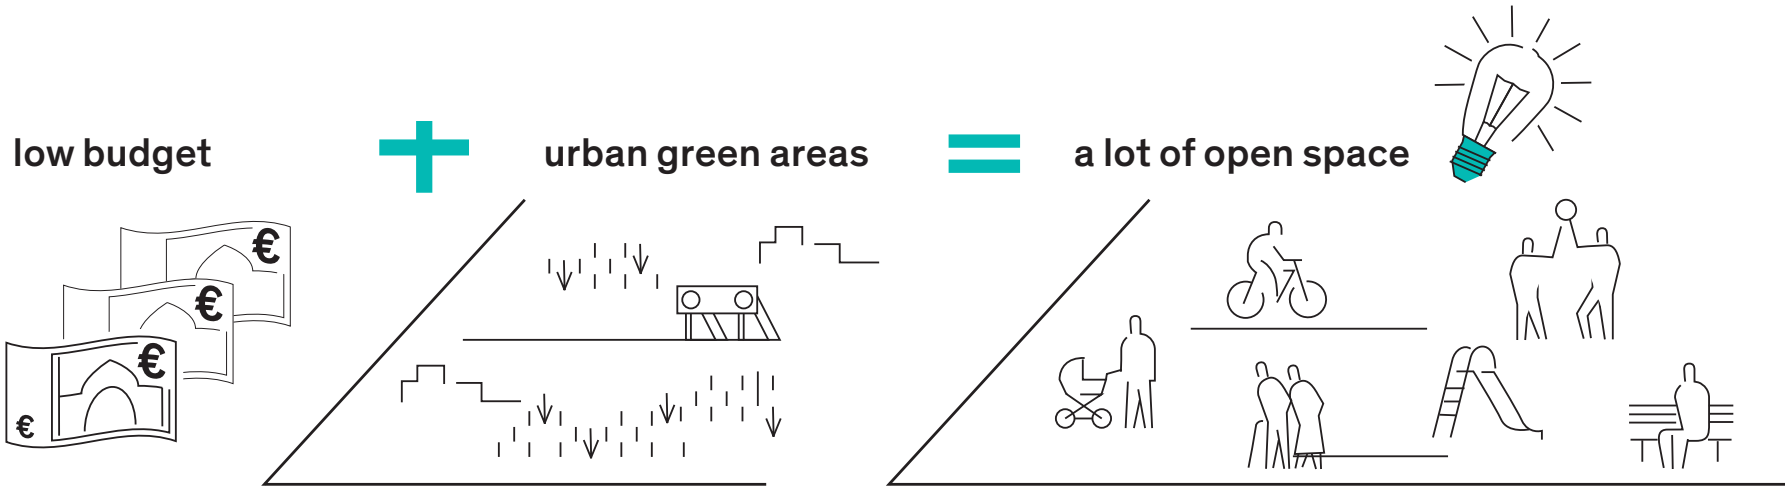 low budget + urban green areas = a lot of open space
€
€
€
€